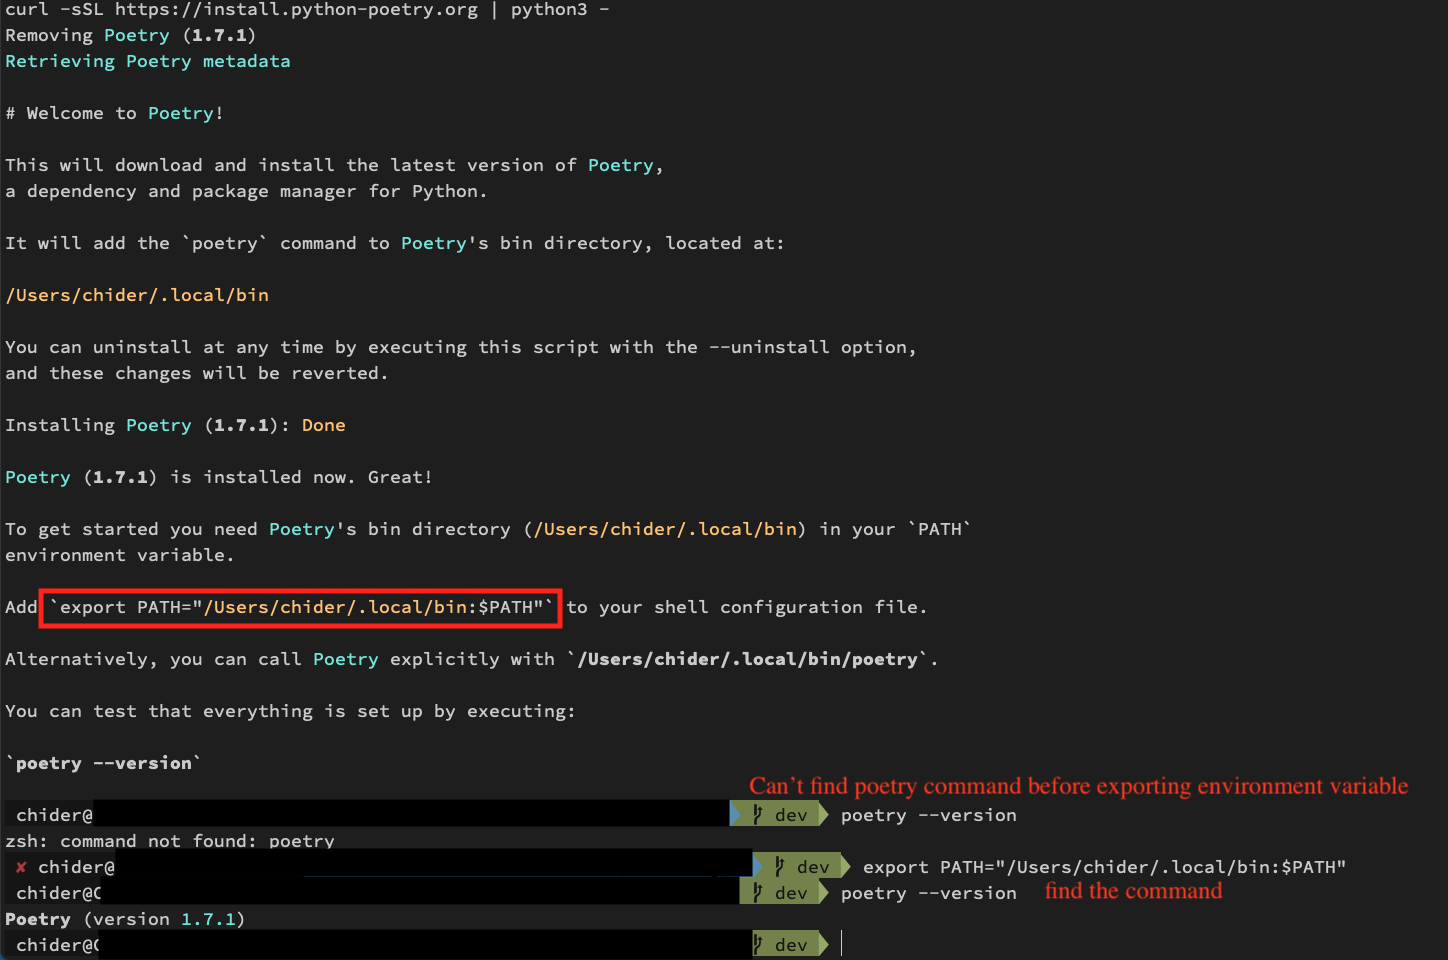 curl -sSL https://install.python-poetry.org | python3 -
Removing Poetry (1.7.1)
Retrieving Poetry metadata
# Welcome to Poetry!
This will download and install the latest version of Poetry,
a dependency and package manager for Python.
It will add the `poetry` command to Poetry's bin directory, located at:
/Users/chider/.local/bin
You can uninstall at any time by executing this script with the --uninstall option,
and these changes will be reverted.
Installing Poetry (1.7.1): Done
Poetry (1.7.1) is installed now. Great!
To get started you need Poetry's bin directory (/Users/chider/.local/bin) in your `PATH`
environment variable.
Add `export PATH="/Users/chider/.local/bin:$PATH"` to your shell configuration file.
Alternatively, you can call Poetry explicitly with `/Users/chider/.local/bin/poetry`.
You can test that everything is set up by executing:
`poetry --version`
Can't find poetry command before exporting environment variable
chider@ dev poetry --version
zsh: command not found: poetry
✘ chider@ dev export PATH="/Users/chider/.local/bin:$PATH"
chider@ dev poetry --version find the command
Poetry (version 1.7.1)
chider@ dev